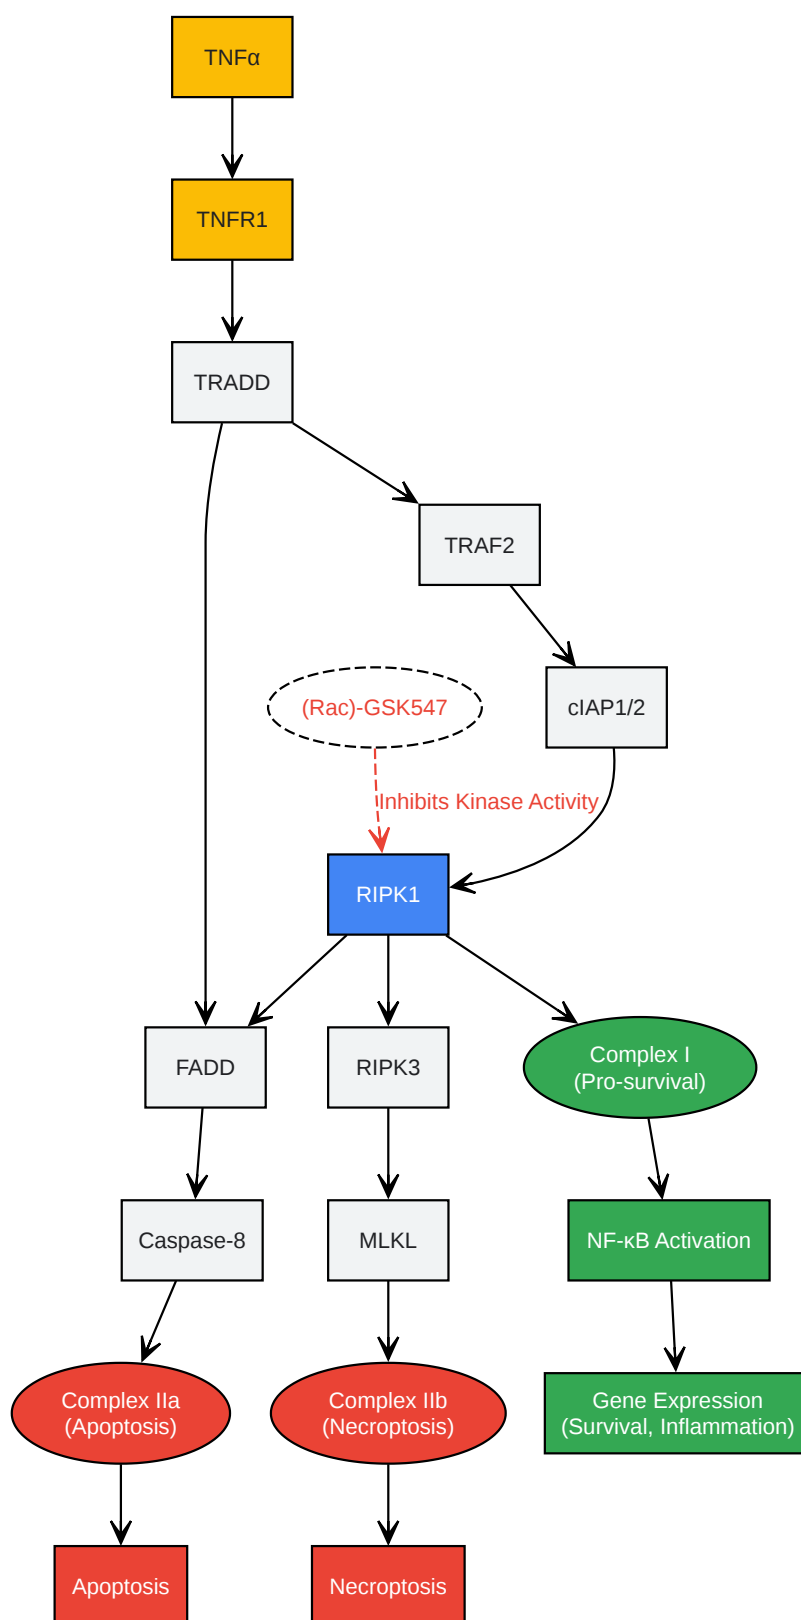 TNFα
TNFR1
TRADD
TRAF2
(Rac)-GSK547
cIAP1/2
Inhibits Kinase Activity
RIPK1
FADD
RIPK3
Complex I
(Pro-survival)
Caspase-8
MLKL
NF-κB Activation
Complex IIa
(Apoptosis)
Complex IIb
(Necroptosis)
Gene Expression
(Survival, Inflammation)
Apoptosis
Necroptosis